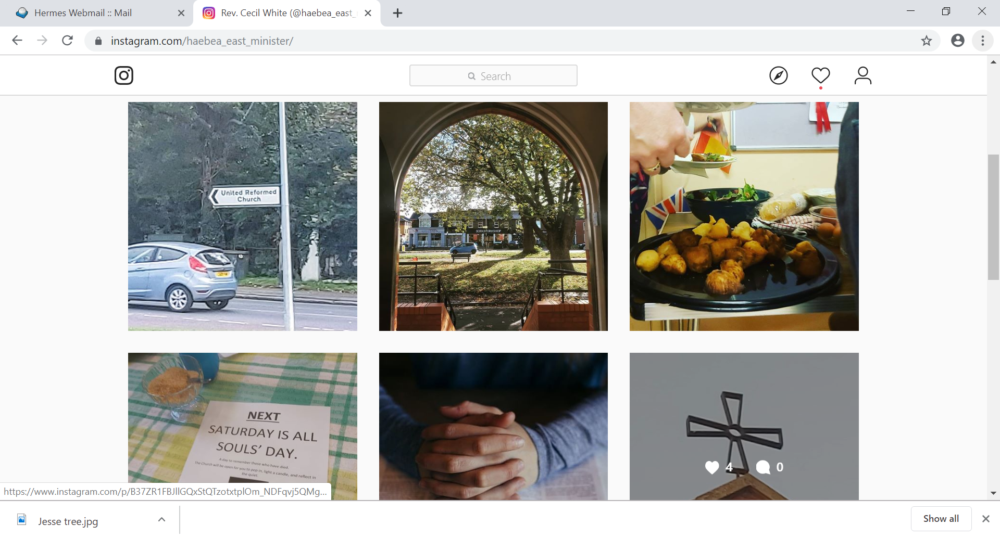 Hermes Webmail :: Mail
Rev. Cecil White (@haebea_east_
instagram.com/haebea_east_minister/
Search
United Reformed
Church
SOFA WORKSHOP
NEXT
SATURDAY IS ALL
SOULS' DAY.
A day to remember those who have died.
The Church will be open for you to pop in, light a candle, and reflect in
the quiet.
4
0
https://www.instagram.com/p/B37ZR1FBJllGQxStQTzotxtplOm_NDFqvj5QMg...
Jesse tree.jpg
Show all